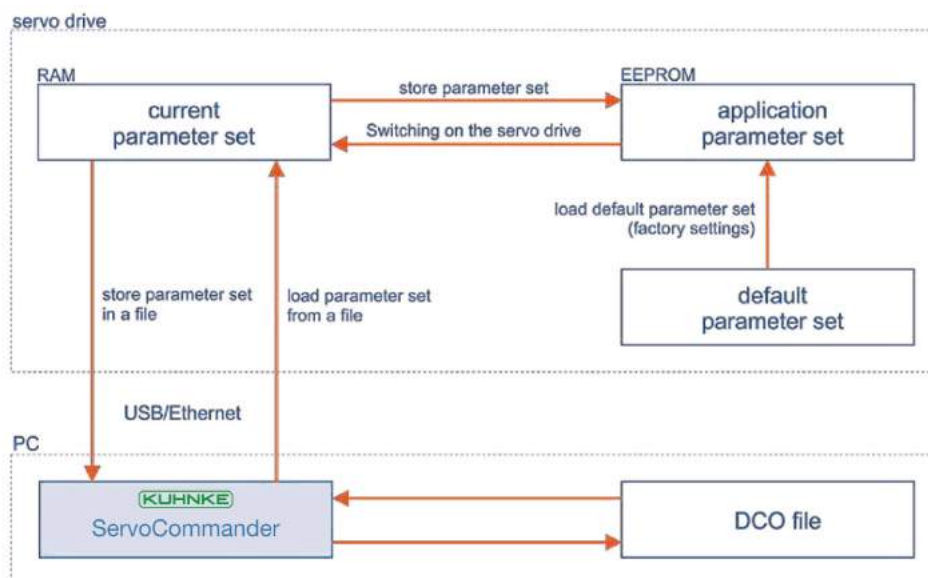 servo drive
RAM
EEPROM
current
parameter set
store parameter set
application
parameter set
Switching on the servo drive
load default parameter set
(factory settings)
store parameter set
in a file
load parameter set
from a file
default
parameter set
USB/Ethernet
PC
KUHNKE
ServoCommander
DCO file